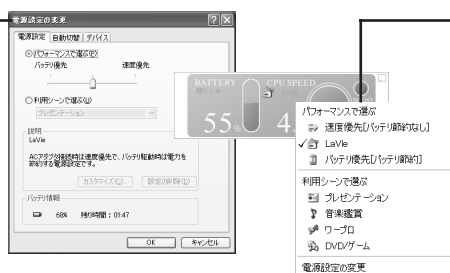 電源設定の変更
電源設定 自動切替 デバイス
パフォーマンスで選ぶ(P)
バッテリ優先 速度優先
利用シーンで選ぶ(U)
プレゼンテーション
説明
LaVie
ACアダプタ接続時は速度優先で、バッテリ駆動時は電力を
節約する電源設定です。
カスタマイズ(C)... 設定の削除(D)
バッテリ情報
68% 残り時間：01:47
OK キャンセル
BATTERY CPU SPEED
55%
4.
パフォーマンスで選ぶ
速度優先[バッテリ節約なし]
LaVie
バッテリ優先[バッテリ節約]
利用シーンで選ぶ
プレゼンテーション
音楽鑑賞
ワープロ
DVD/ゲーム
電源設定の変更